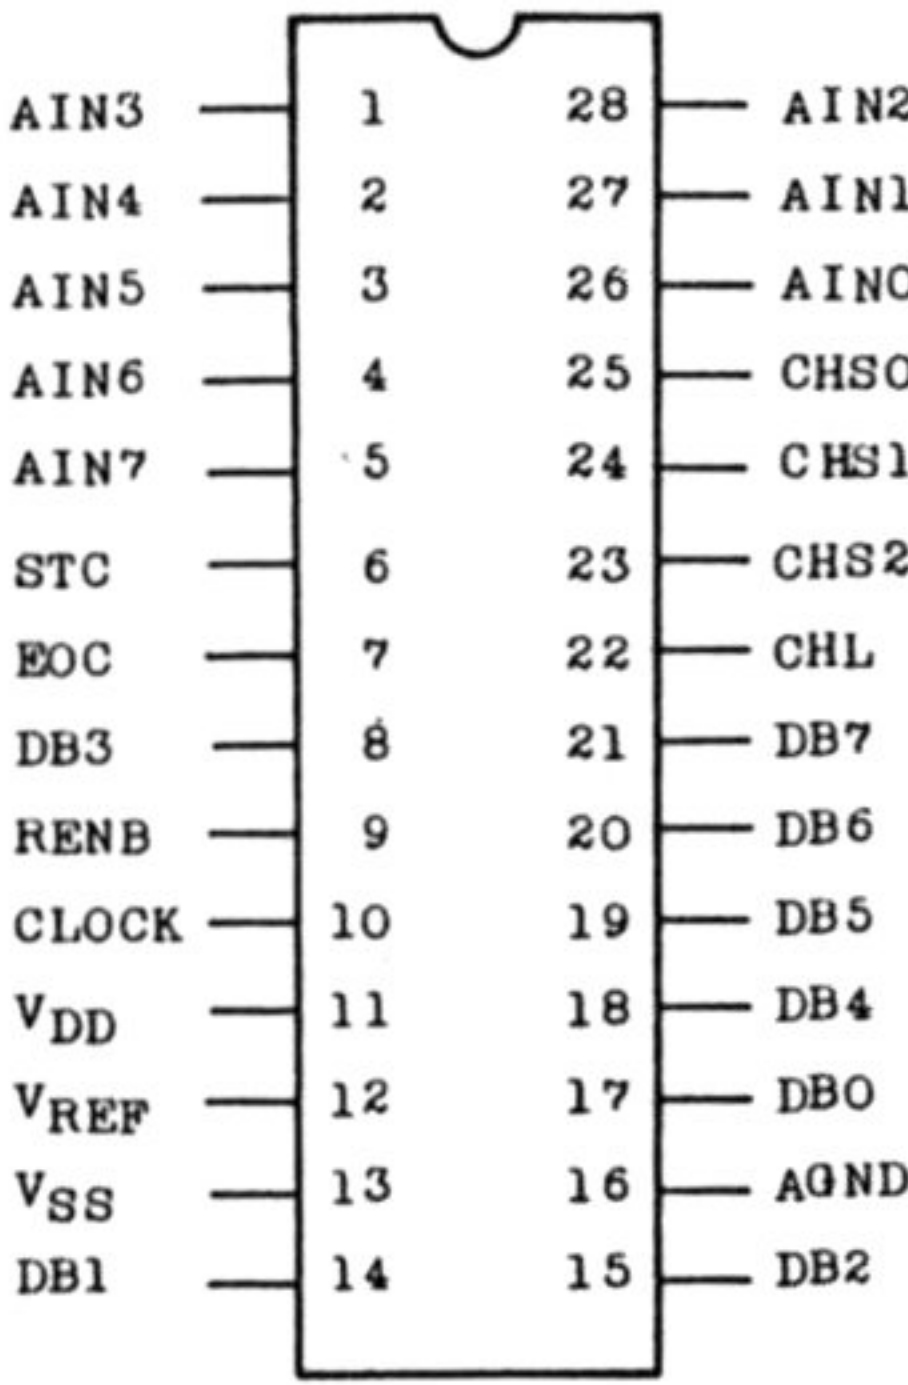 AIN3 1 28 AIN2
AIN4 2 27 AIN1
AIN5 3 26 AIN0
AIN6 4 25 CHS0
AIN7 5 24 CHS1
STC 6 23 CHS2
EOC 7 22 CHL
DB3 8 21 DB7
RENB 9 20 DB6
CLOCK 10 19 DB5
VDD 11 18 DB4
VREF 12 17 DB0
VSS 13 16 AGND
DB1 14 15 DB2